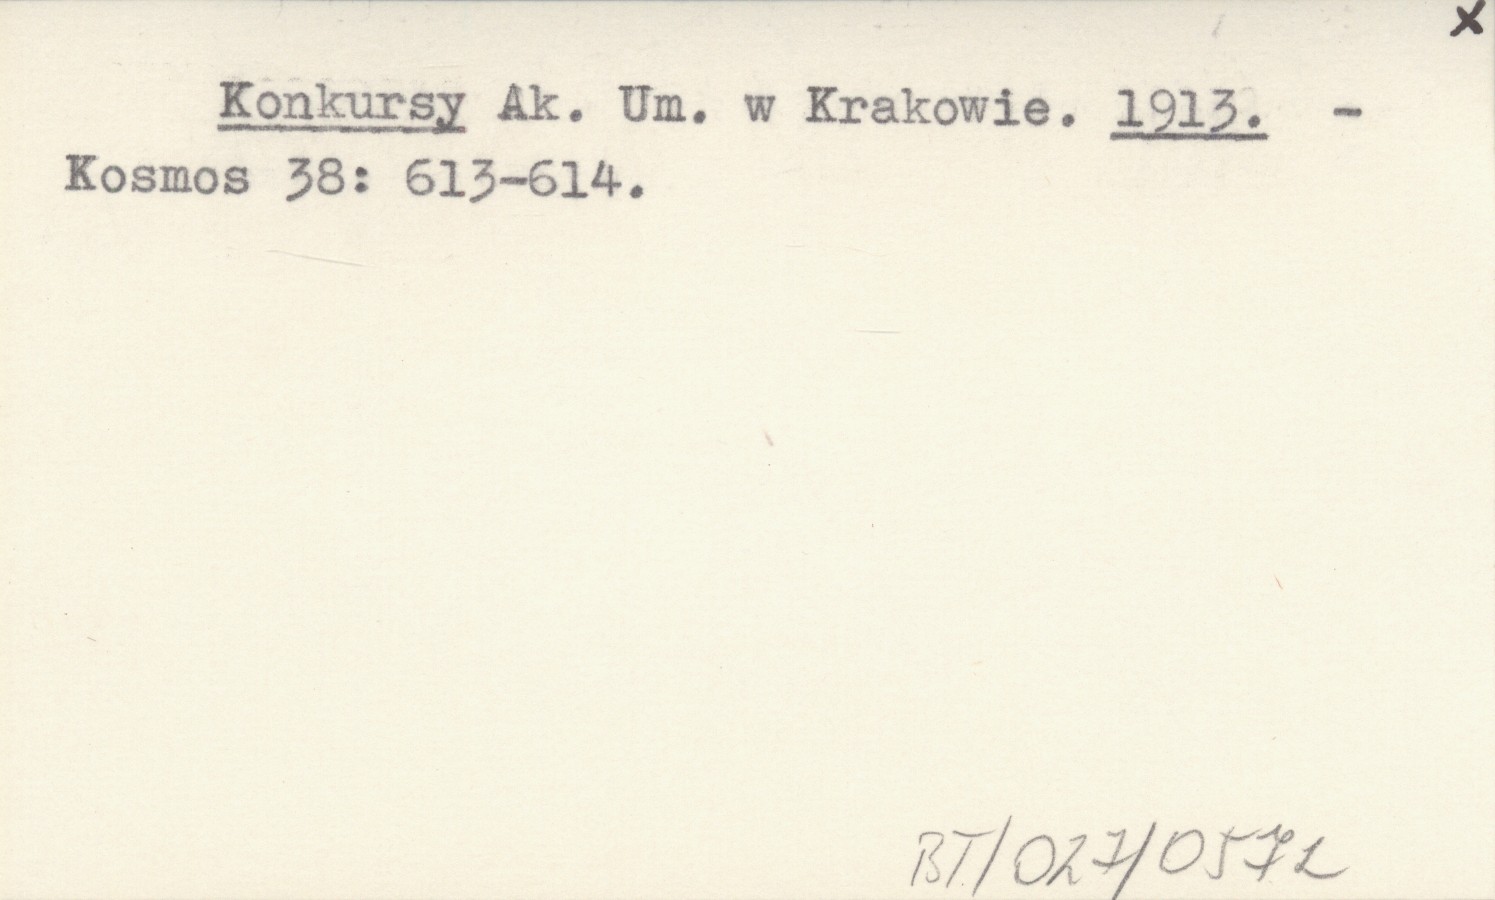 x
Konkursy Ak. Um. w Krakowie. 1913. -
Kosmos 38: 613-614.
BT/027/0572